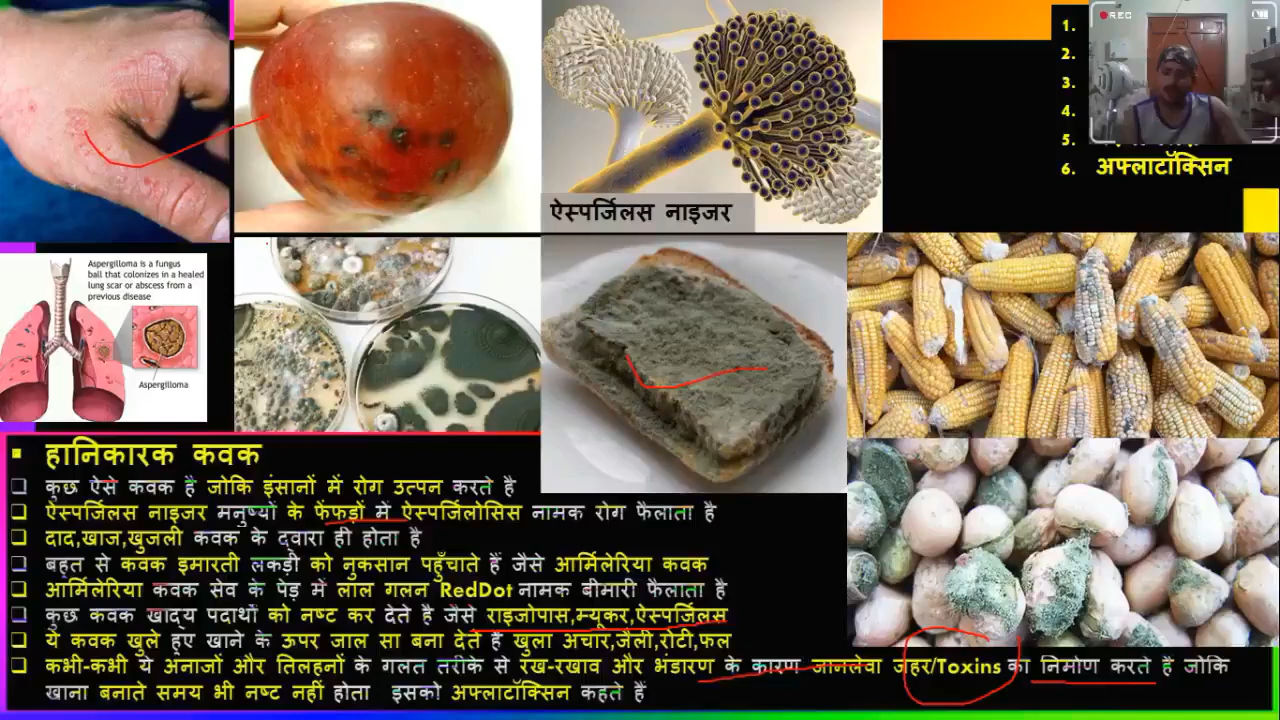 REC
1.
2.
3.
4.
5.
6. अफ्लाटॉक्सिन
ऐस्पर्जिलस नाइजर
Aspergilloma is a fungus
ball that colonizes in a healed
lung scar or abscess from a
previous disease
Aspergilloma
हानिकारक कवक
कुछ ऐसे कवक है जोकि इंसानों में रोग उत्पन करते है
ऐस्पर्जिलस नाइजर मनुष्यों के फेफड़ों में ऐस्पर्जिलोसिस नामक रोग फैलाता है
दाद,खाज,खुजली कवक के द्वारा ही होता है
बहुत से कवक इमारती लकड़ी को नुकसान पहुँचाते हैं जैसे आर्मिलेरिया कवक
आर्मिलेरिया कवक सेव के पेड़ में लाल गलन RedDot नामक बीमारी फैलाता है
कुछ कवक खाद्य पदार्थों को नष्ट कर देते है जैसे राइजोपास,म्यूकर,ऐस्पर्जिलस
ये कवक खुले हुए खाने के ऊपर जाल सा बना देते हैं खुला अचार,जैली,रोटी,फल
कभी-कभी ये अनाजों और तिलहनों के गलत तरीके से रख-रखाव और भंडारण के कारण जानलेवा जहर/Toxins का निर्माण करते है जोकि
खाना बनाते समय भी नष्ट नहीं होता इसको अफ्लाटॉक्सिन कहते हैं